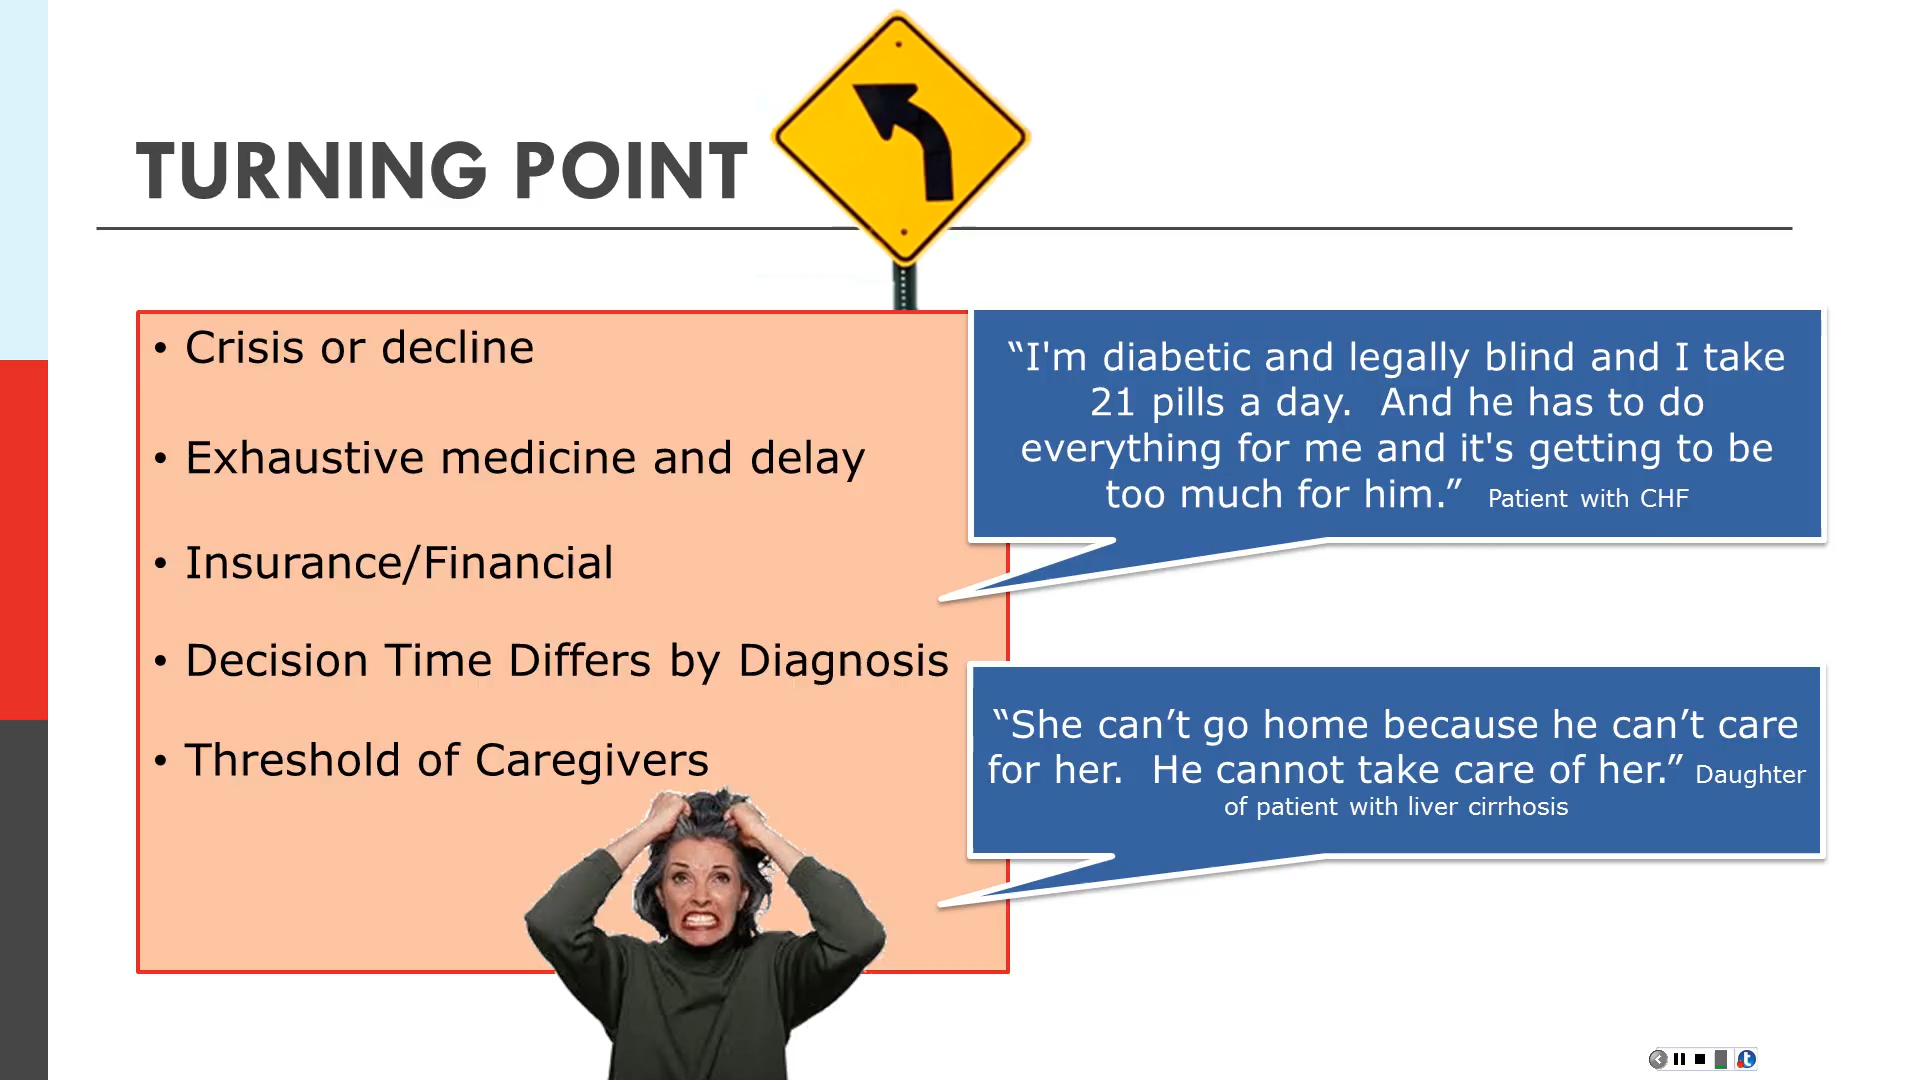 TURNING POINT
• Crisis or decline
• Exhaustive medicine and delay
• Insurance/Financial
• Decision Time Differs by Diagnosis
• Threshold of Caregivers
“I'm diabetic and legally blind and I take
21 pills a day.  And he has to do
everything for me and it's getting to be
too much for him.”  Patient with CHF
“She can’t go home because he can’t care
for her.  He cannot take care of her.” Daughter
of patient with liver cirrhosis
t